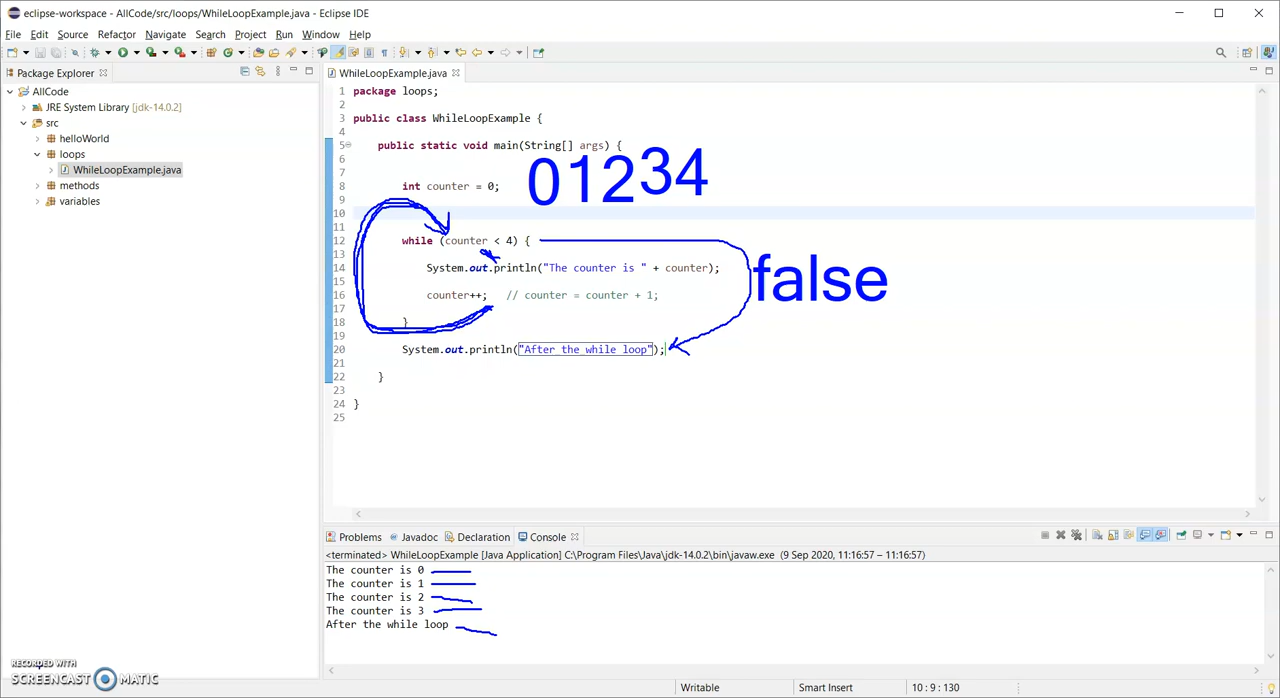 eclipse-workspace - AllCode/src/loops/WhileLoopExample.java - Eclipse IDE
File Edit Source Refactor Navigate Search Project Run Window Help
Package Explorer
AllCode
JRE System Library [jdk-14.0.2]
src
helloWorld
loops
WhileLoopExample.java
methods
variables
WhileLoopExample.java
1 package loops;
2
3 public class WhileLoopExample {
4
5 public static void main(String[] args) {
6
7
8 int counter = 0;
01234
9
10
11
12 while (counter < 4) {
13
14 System.out.println("The counter is " + counter);
false
15
16 counter++; // counter = counter + 1;
17
18 }
19
20 System.out.println("After the while loop");
21
22 }
23
24 }
25
Problems Javadoc Declaration Console
<terminated> WhileLoopExample [Java Application] C:\Program Files\Java\jdk-14.0.2\bin\javaw.exe (9 Sep 2020, 11:16:57 – 11:16:57)
The counter is 0
The counter is 1
The counter is 2
The counter is 3
After the while loop
RECORDED WITH
SCREENCAST MATIC
Writable Smart Insert 10 : 9 : 130